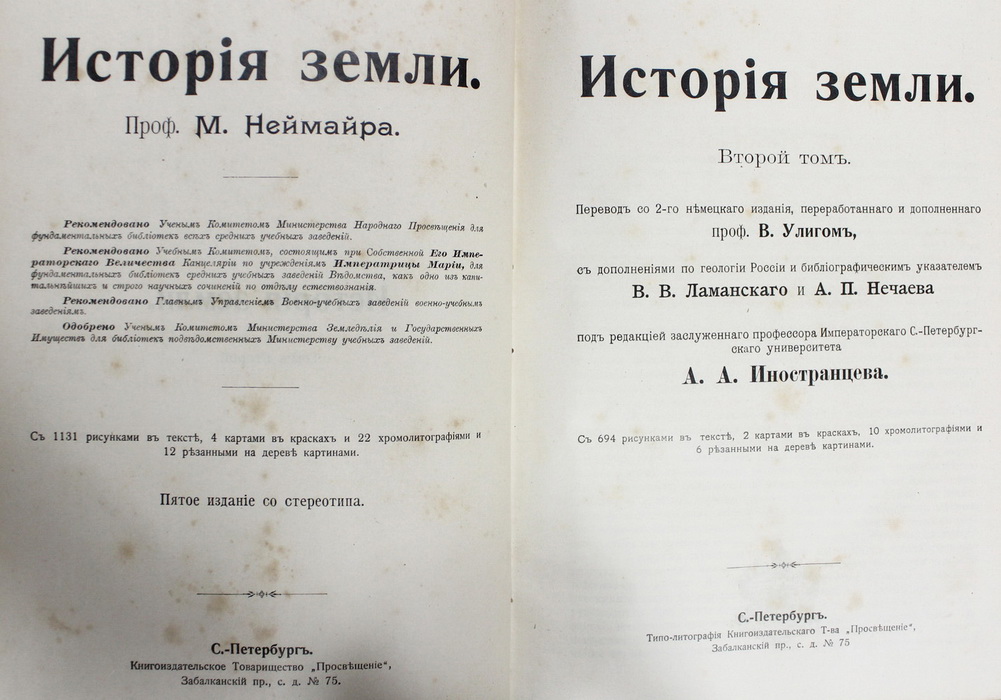 Исторія земли.
Проф. М. Неймайра.
Рекомендовано Ученымъ Комитетомъ Министерства Народнаго Просвѣщенія для
фундаментальныхъ библіотек всѣхъ средних учебныхъ заведеній.
Рекомендовано Учебнымъ Комитетомъ, состоящимъ при Собственной Его Импе-
раторскаго Величества Канцеляріи по учрежденіямъ Императрицы Маріи, для
фундаментальныхъ библіотек средних учебных заведеній Вѣдомства, какъ одно изъ капи-
тальнѣйшихъ и строго научныхъ сочиненій по отдѣлу естествознанія.
Рекомендовано Главнымъ Управленіемъ Военно-учебныхъ заведеній военно-учебнымъ
заведеніямъ.
Одобрено Ученымъ Комитетомъ Министерства Земледѣлія и Государственныхъ
Имуществъ для библіотек подвѣдомственныхъ Министерству учебныхъ заведеній.
Съ 1131 рисунками въ текстѣ, 4 картами въ краскахъ и 22 хромолитографіями и
12 рѣзанными на деревѣ картинами.
Пятое изданіе со стереотипа.
С.-Петербургъ.
Книгоиздательское Товарищество „Просвѣщеніе“,
Забалканскій пр., с. д. № 75.
Исторія земли.
Второй томъ.
Переводъ со 2-го нѣмецкаго изданія, переработаннаго и дополненнаго
проф. В. Улигомъ,
съ дополненіями по геологіи Россіи и библіографическимъ указателемъ
В. В. Ламанскаго и А. П. Нечаева
подъ редакціей заслуженнаго профессора Императорскаго С.-Петербург-
скаго университета
А. А. Иностранцева.
Съ 694 рисунками въ текстѣ, 2 картами въ краскахъ, 10 хромолитографіями и
6 рѣзанными на деревѣ картинами.
С.-Петербургъ.
Типо-литографія Книгоиздательскаго Т-ва „Просвѣщеніе“,
Забалканскій пр., с. д. № 75